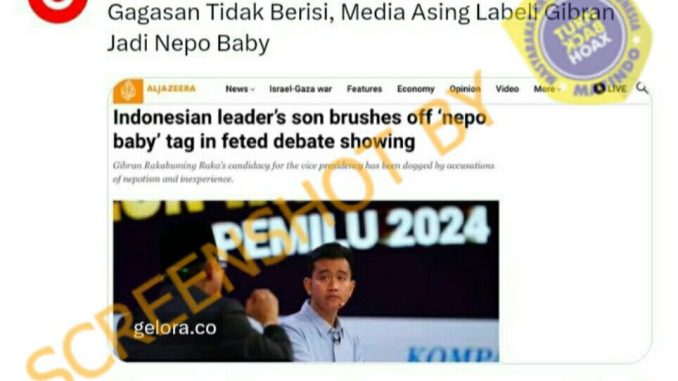 Gagasan Tidak Berisi, Media Asing Labeli Gibran
Jadi Nepo Baby
TURN BACK HOAX
MAFINDO
ALJAZEERA News Israel-Gaza war Features Economy Opinion Video More LIVE
Indonesian leader's son brushes off 'nepo
baby' tag in feted debate showing
Gibran Rakabuming Raka's candidacy for the vice presidency has been dogged by accusations
of nepotism and inexperience.
PEMILU 2024
gelora.co
KOMPA
SCREENSHOT BY